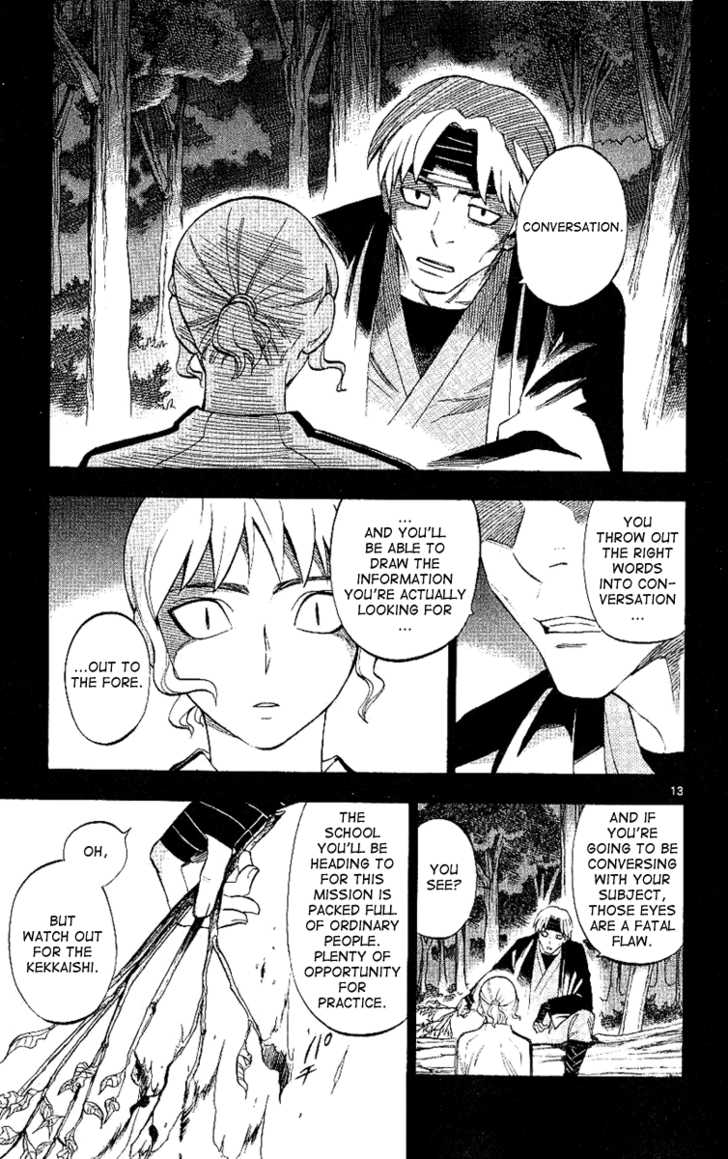 CONVERSATION.
YOU
THROW OUT
THE RIGHT
WORDS
INTO CON-
VERSATION
...
...
AND YOU'LL
BE ABLE TO
DRAW THE
INFORMATION
YOU'RE ACTUALLY
LOOKING FOR
...
...OUT TO
THE FORE.
13
AND IF
YOU'RE
GOING TO BE
CONVERSING
WITH YOUR
SUBJECT,
THOSE EYES
ARE A FATAL
FLAW.
YOU
SEE?
THE
SCHOOL
YOU'LL BE
HEADING TO
FOR THIS
MISSION IS
PACKED FULL
OF ORDINARY
PEOPLE.
PLENTY OF
OPPORTUNITY
FOR
PRACTICE.
OH,
BUT
WATCH OUT
FOR THE
KEKKAISHI.